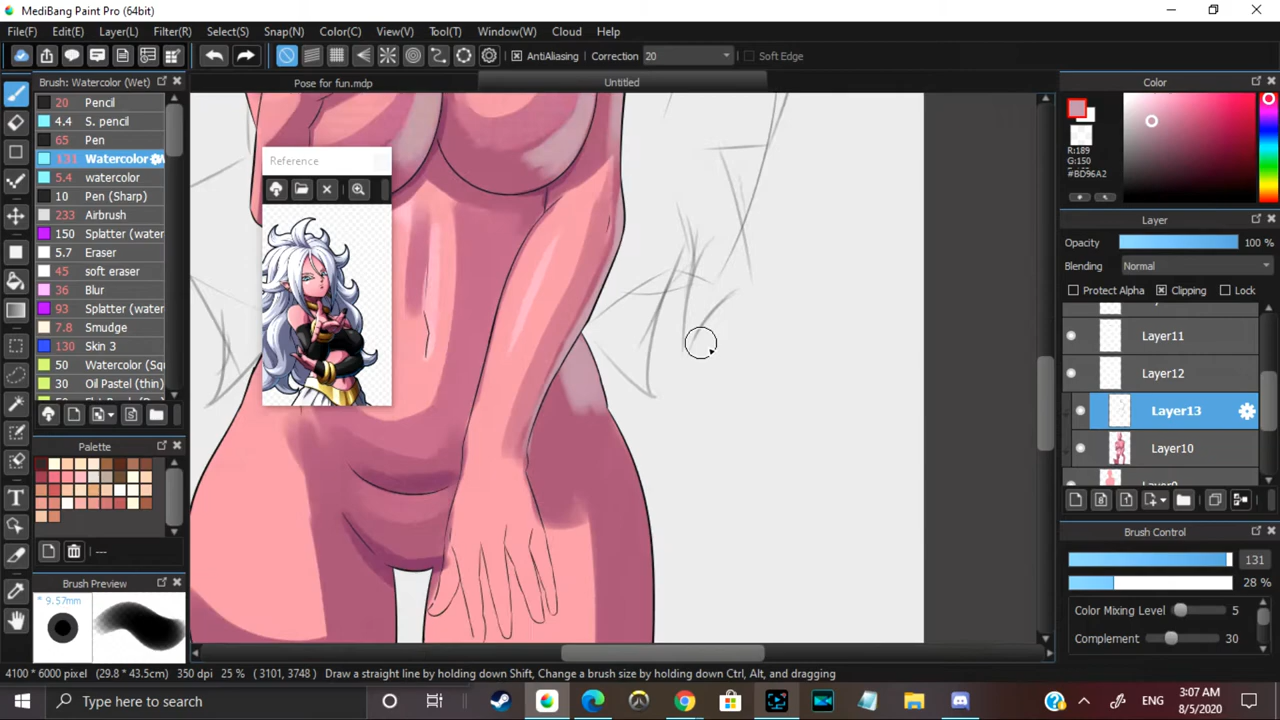 MediBang Paint Pro (64bit)
File(F) Edit(E) Layer(L) Filter(R) Select(S) Snap(N) Color(C) View(V) Tool(T) Window(W) Cloud Help
AntiAliasing Correction 20 Soft Edge
Brush: Watercolor (Wet)
Pose for fun.mdp
Untitled
Color
20 Pencil
4.4 S. pencil
65 Pen
131 Watercolor
5.4 watercolor
10 Pen (Sharp)
233 Airbrush
150 Splatter (water
5.7 Eraser
45 soft eraser
36 Blur
93 Splatter (water
7.8 Smudge
130 Skin 3
50 Watercolor (Squ
30 Oil Pastel (thin)
Reference
R:189
G:150
#BD96A2
Layer
Opacity 100 %
Blending Normal
Protect Alpha Clipping Lock
Layer11
Layer12
Layer13
Layer10
Palette
---
Brush Preview
* 9.57mm
Brush Control
131
28 %
Color Mixing Level 5
Complement 30
4100 * 6000 pixel (29.8 * 43.5cm) 350 dpi 25 % ( 3101, 3748 ) Draw a straight line by holding down Shift, Change a brush size by holding down Ctrl, Alt, and dragging
Type here to search
ENG
3:07 AM
8/5/2020